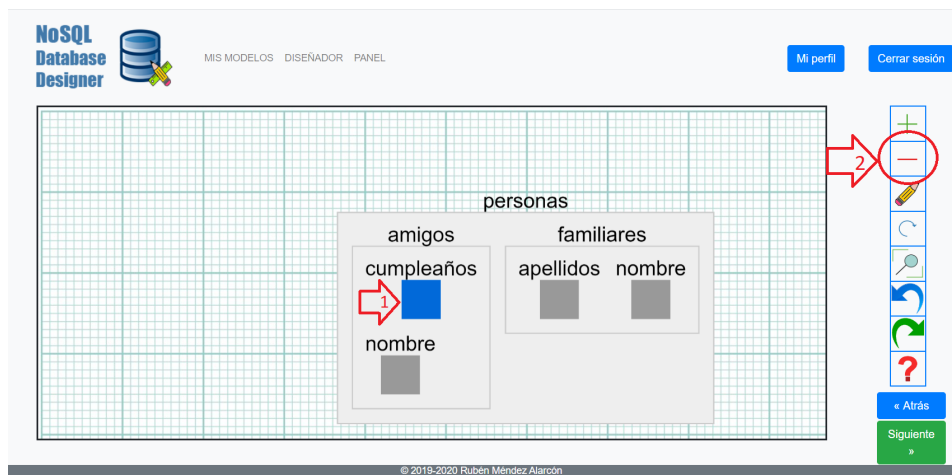 NoSQL
Database
Designer
MIS MODELOS DISEÑADOR PANEL
Mi perfil
Cerrar sesión
2
personas
amigos
familiares
cumpleaños
apellidos nombre
1
nombre
?
« Atrás
Siguiente
»
© 2019-2020 Rubén Méndez Alarcón